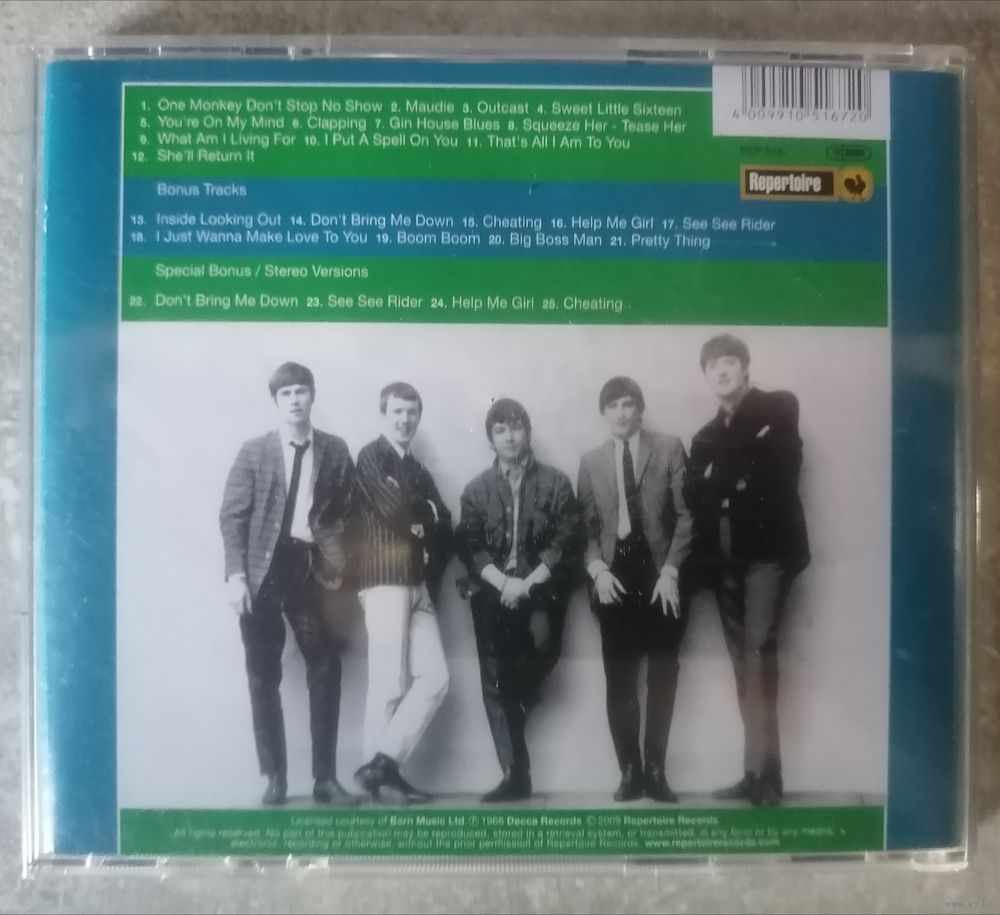 1. One Monkey Don't Stop No Show 2. Maudie 3. Outcast 4. Sweet Little Sixteen
5. You're On My Mind 6. Clapping 7. Gin House Blues 8. Squeeze Her - Tease Her
9. What Am I Living For 10. I Put A Spell On You 11. That's All I Am To You
12. She'll Return It
4 009910 516720
Repertoire
Bonus Tracks
13. Inside Looking Out 14. Don't Bring Me Down 15. Cheating 16. Help Me Girl 17. See See Rider
18. I Just Wanna Make Love To You 19. Boom Boom 20. Big Boss Man 21. Pretty Thing
Special Bonus / Stereo Versions
22. Don't Bring Me Down 23. See See Rider 24. Help Me Girl 25. Cheating
Licensed courtesy of Barn Music Ltd ℗ 1966 Decca Records © 2009 Repertoire Records
All rights reserved. No part of this publication may be reproduced, stored in a retrieval system, or transmitted, in any form or by any means,
electronic, recording or otherwise, without the prior permission of Repertoire Records. www.repertoirerecords.com
www.ay.by